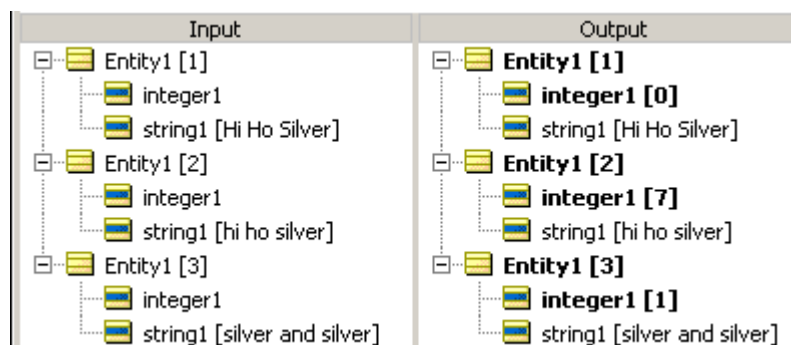 Input
Entity1 [1]
integer1
string1 [Hi Ho Silver]
Entity1 [2]
integer1
string1 [hi ho silver]
Entity1 [3]
integer1
string1 [silver and silver]
Output
Entity1 [1]
integer1 [0]
string1 [Hi Ho Silver]
Entity1 [2]
integer1 [7]
string1 [hi ho silver]
Entity1 [3]
integer1 [1]
string1 [silver and silver]